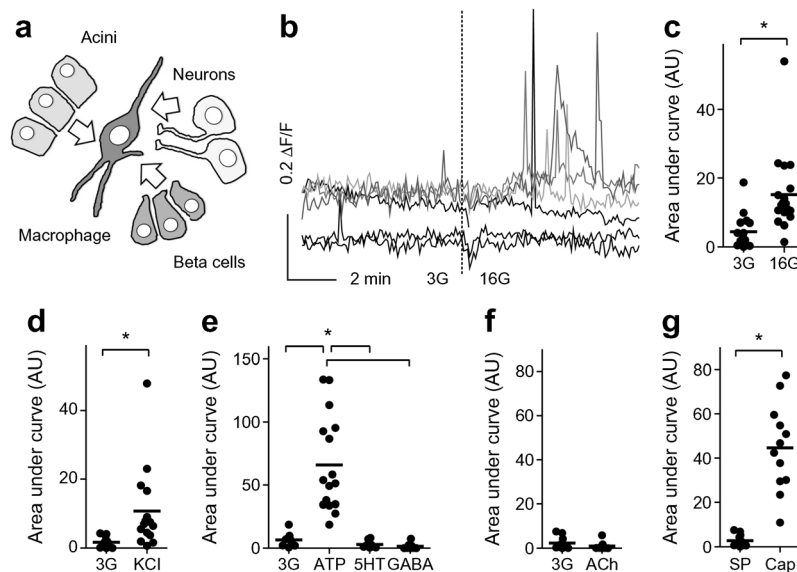 a
Acini
Neurons
Macrophage
Beta cells
b
0.2 ΔF/F
2 min
3G
16G
c
*
Area under curve (AU)
40
20
0
3G
16G
d
*
Area under curve (AU)
40
20
0
3G
KCl
e
*
Area under curve (AU)
150
100
50
0
3G
ATP
5HT
GABA
f
Area under curve (AU)
80
60
40
20
0
3G
ACh
g
*
Area under curve (AU)
80
60
40
20
0
SP
Cap